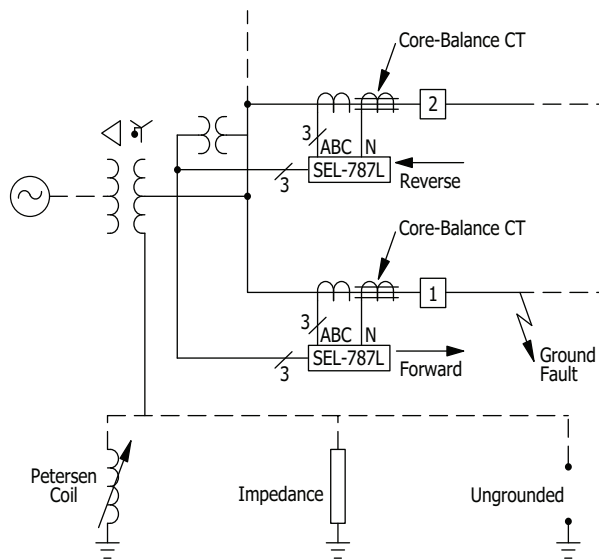 Core-Balance CT
2
3
ABC N
SEL-787L
3
Reverse
Core-Balance CT
1
3
ABC N
SEL-787L
3
Forward
Ground
Fault
Petersen
Coil
Impedance
Ungrounded